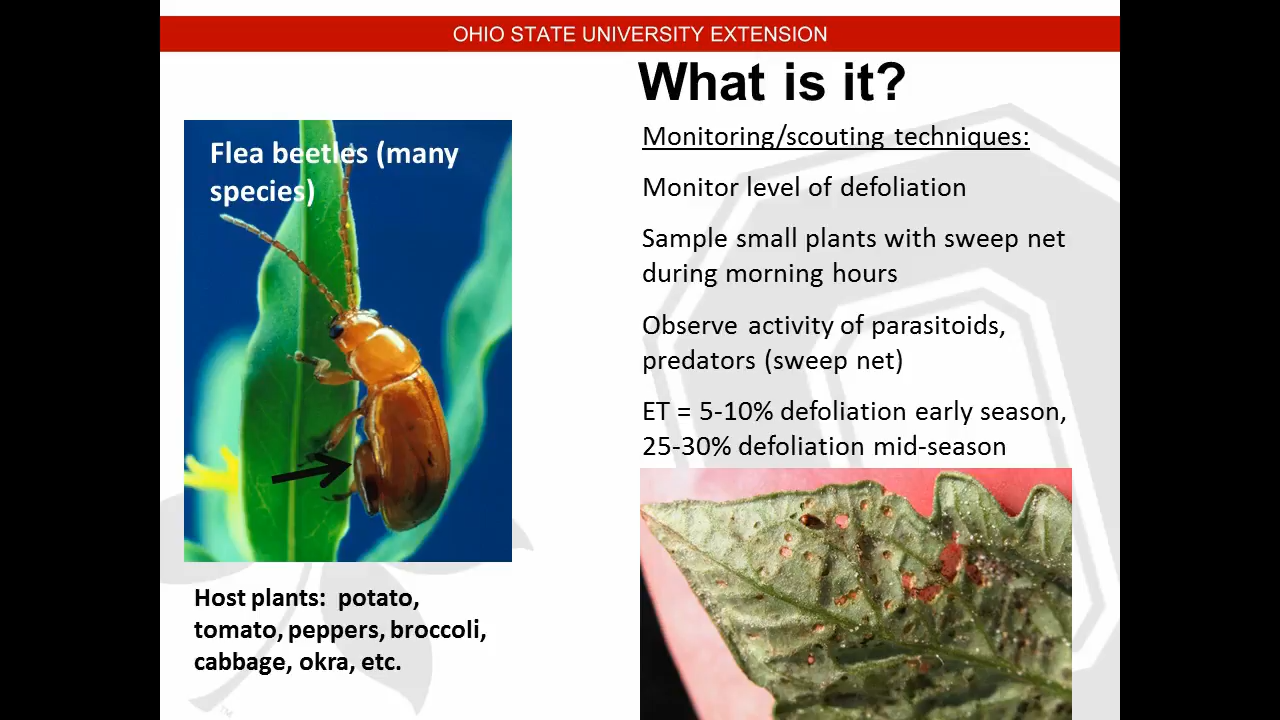 OHIO STATE UNIVERSITY EXTENSION
What is it?
Flea beetles (many
species)
Host plants:  potato,
tomato, peppers, broccoli,
cabbage, okra, etc.
Monitoring/scouting techniques:
Monitor level of defoliation
Sample small plants with sweep net
during morning hours
Observe activity of parasitoids,
predators (sweep net)
ET = 5-10% defoliation early season,
25-30% defoliation mid-season
TM